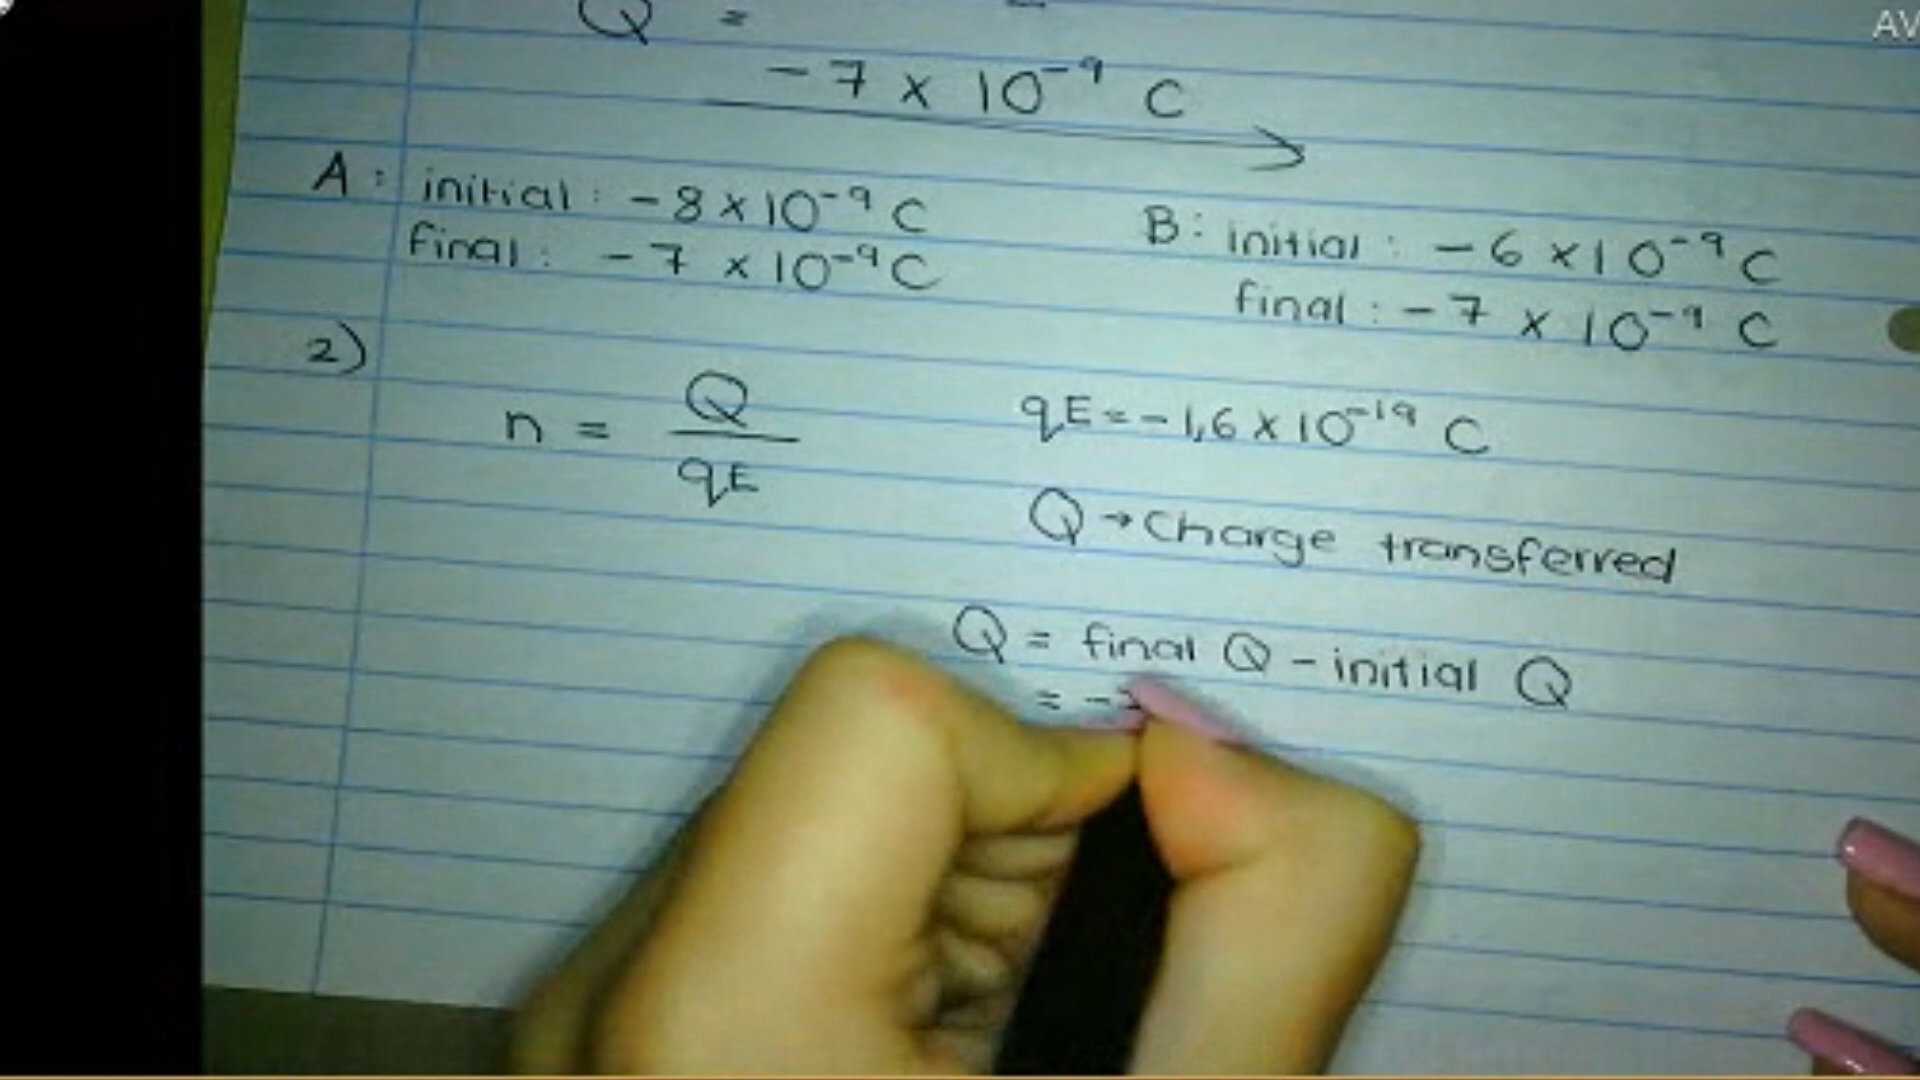 Q =
-7 x 10⁻⁹ C
A: initial: -8 x 10⁻⁹ C
final: -7 x 10⁻⁹ C
B: initial: -6 x 10⁻⁹ C
final: -7 x 10⁻⁹ C
2)
n = Q / qE
qE = -1,6 x 10⁻¹⁹ C
Q → Charge transferred
Q = final Q - initial Q
= -
AV